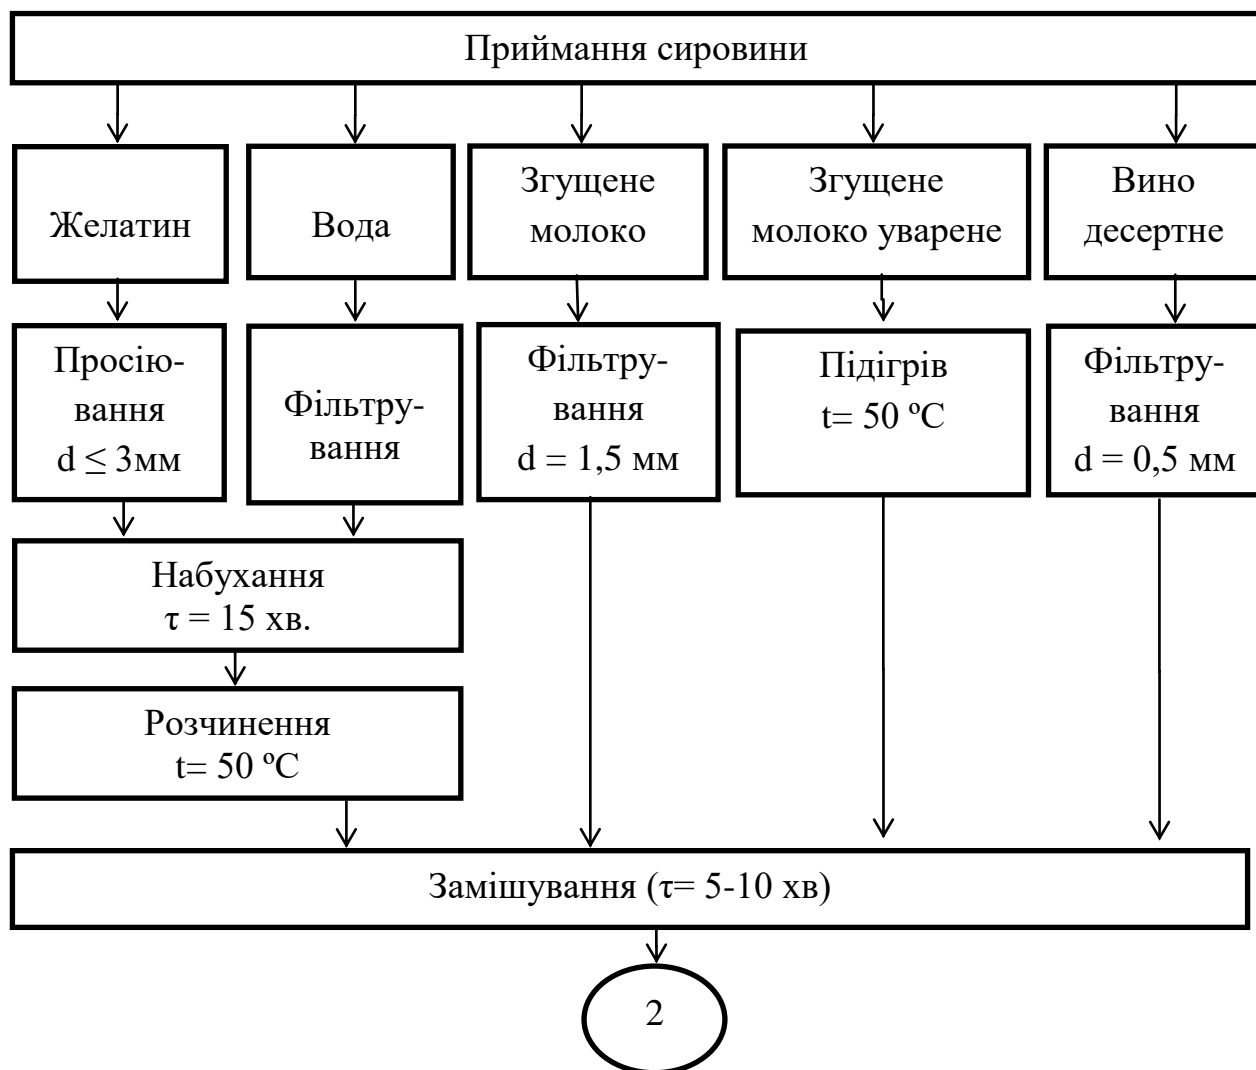 Приймання сировини
Желатин
Вода
Згущене
молоко
Згущене
молоко уварене
Вино
десертне
Просію-
вання
d ≤ 3мм
Фільтру-
вання
Фільтру-
вання
d = 1,5 мм
Підігрів
t= 50 ºС
Фільтру-
вання
d = 0,5 мм
Набухання
τ = 15 хв.
Розчинення
t= 50 ºС
Замішування (τ= 5-10 хв)
2